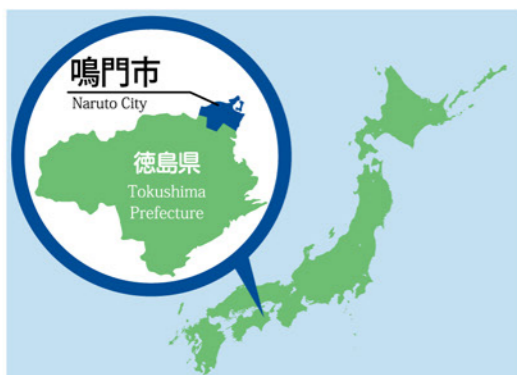 鳴門市
Naruto City
徳島県
Tokushima
Prefecture